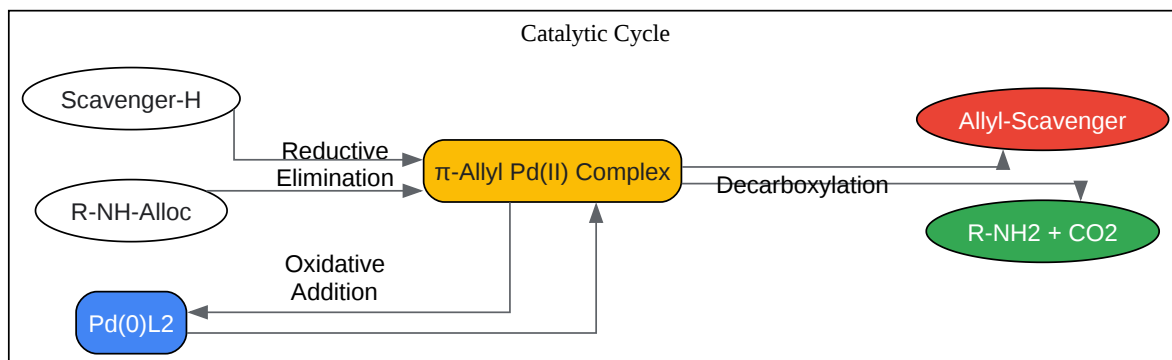 Catalytic Cycle
Scavenger-H
Allyl-Scavenger
Reductive
Elimination
π-Allyl Pd(II) Complex
Decarboxylation
R-NH-Alloc
R-NH2 + CO2
Oxidative
Addition
Pd(0)L2